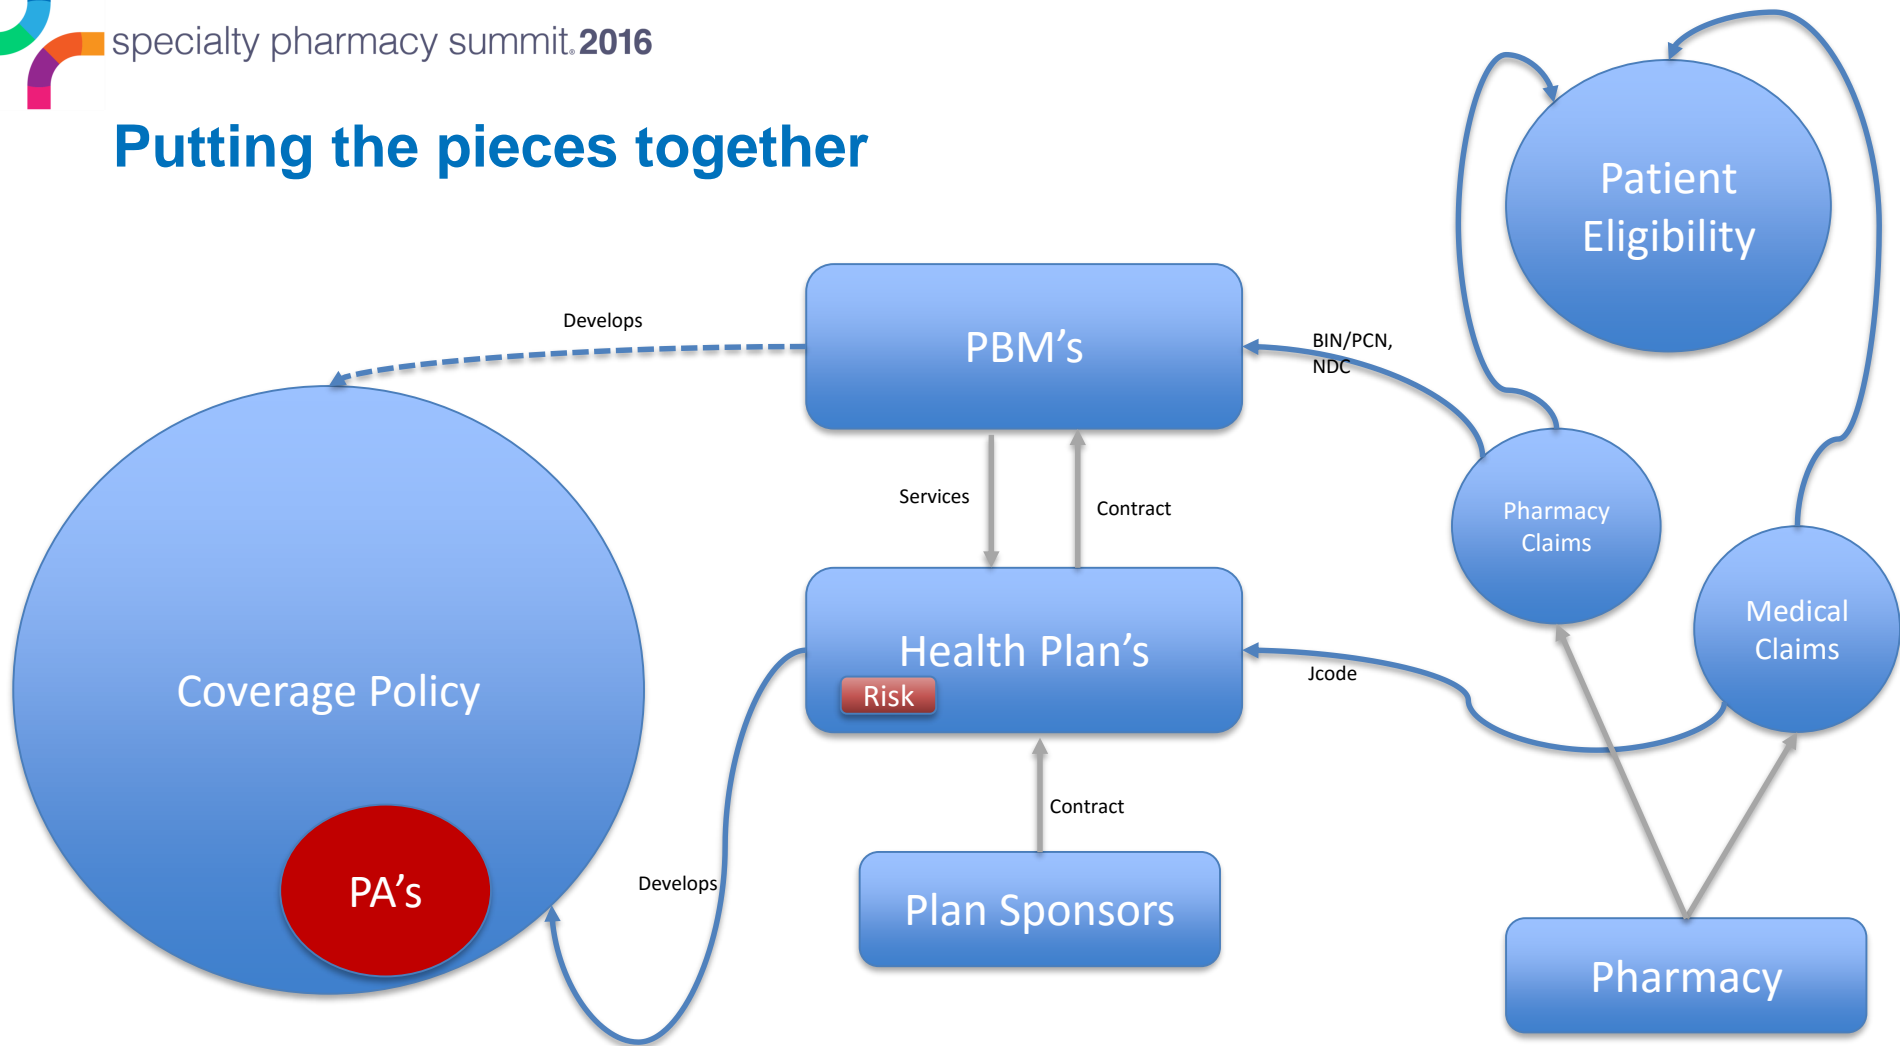 specialty pharmacy summit. 2016
Putting the pieces together
Patient
Eligibility
Develops
PBM's
BIN/PCN,
NDC
Services
Contract
Pharmacy
Claims
Medical
Claims
Health Plan's
Risk
Jcode
Coverage Policy
Contract
PA's
Develops
Plan Sponsors
Pharmacy